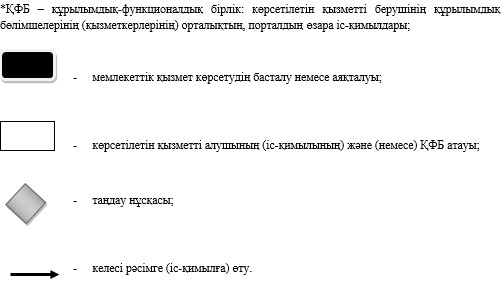 *ҚФБ – құрылымдық-функционалдық бірлік: көрсетілетін қызметті берушінің құрылымдық
бөлімшелерінің (қызметкерлерінің) орталықтың, порталдың өзара іс-қимылдары;
- мемлекеттік қызмет көрсетудің басталу немесе аяқталуы;
- көрсетілетін қызметті алушының (іс-қимылының) және (немесе) ҚФБ атауы;
- таңдау нұсқасы;
- келесі рәсімге (іс-қимылға) өту.